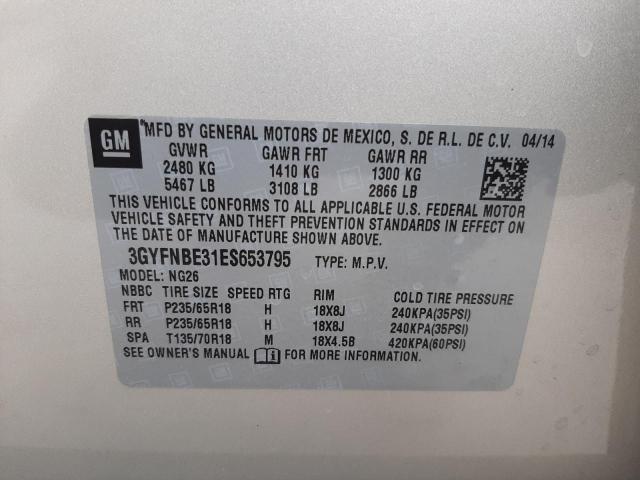 GM
"MFD BY GENERAL MOTORS DE MEXICO, S. DE R.L. DE C.V. 04/14
GVWR GAWR FRT GAWR RR
2480 KG 1410 KG 1300 KG
5467 LB 3108 LB 2866 LB
THIS VEHICLE CONFORMS TO ALL APPLICABLE U.S. FEDERAL MOTOR
VEHICLE SAFETY AND THEFT PREVENTION STANDARDS IN EFFECT ON
THE DATE OF MANUFACTURE SHOWN ABOVE.
3GYFNBE31ES653795 TYPE: M.P.V.
MODEL: NG26
NBBC TIRE SIZE SPEED RTG RIM COLD TIRE PRESSURE
FRT P235/65R18 H 18X8J 240KPA(35PSI)
RR P235/65R18 H 18X8J 240KPA(35PSI)
SPA T135/70R18 M 18X4.5B 420KPA(60PSI)
SEE OWNER'S MANUAL FOR MORE INFORMATION.